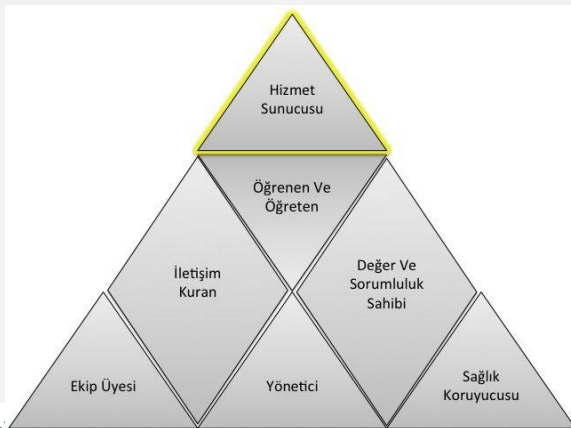 Hizmet
Sunucusu
Öğrenen Ve
Öğreten
İletişim
Kuran
Değer Ve
Sorumluluk
Sahibi
Ekip Üyesi
Yönetici
Sağlık
Koruyucusu